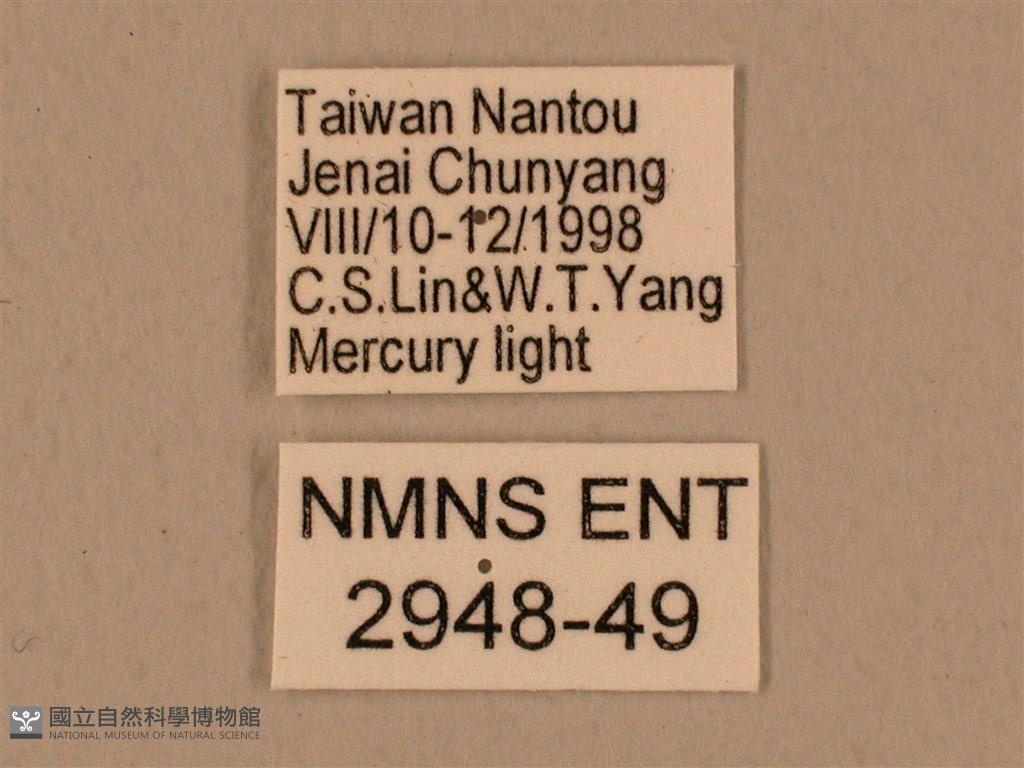 Taiwan Nantou
Jenai Chunyang
VIII/10-12/1998
C.S.Lin&W.T.Yang
Mercury light
NMNS ENT
2948-49
國立自然科學博物館
NATIONAL MUSEUM OF NATURAL SCIENCE